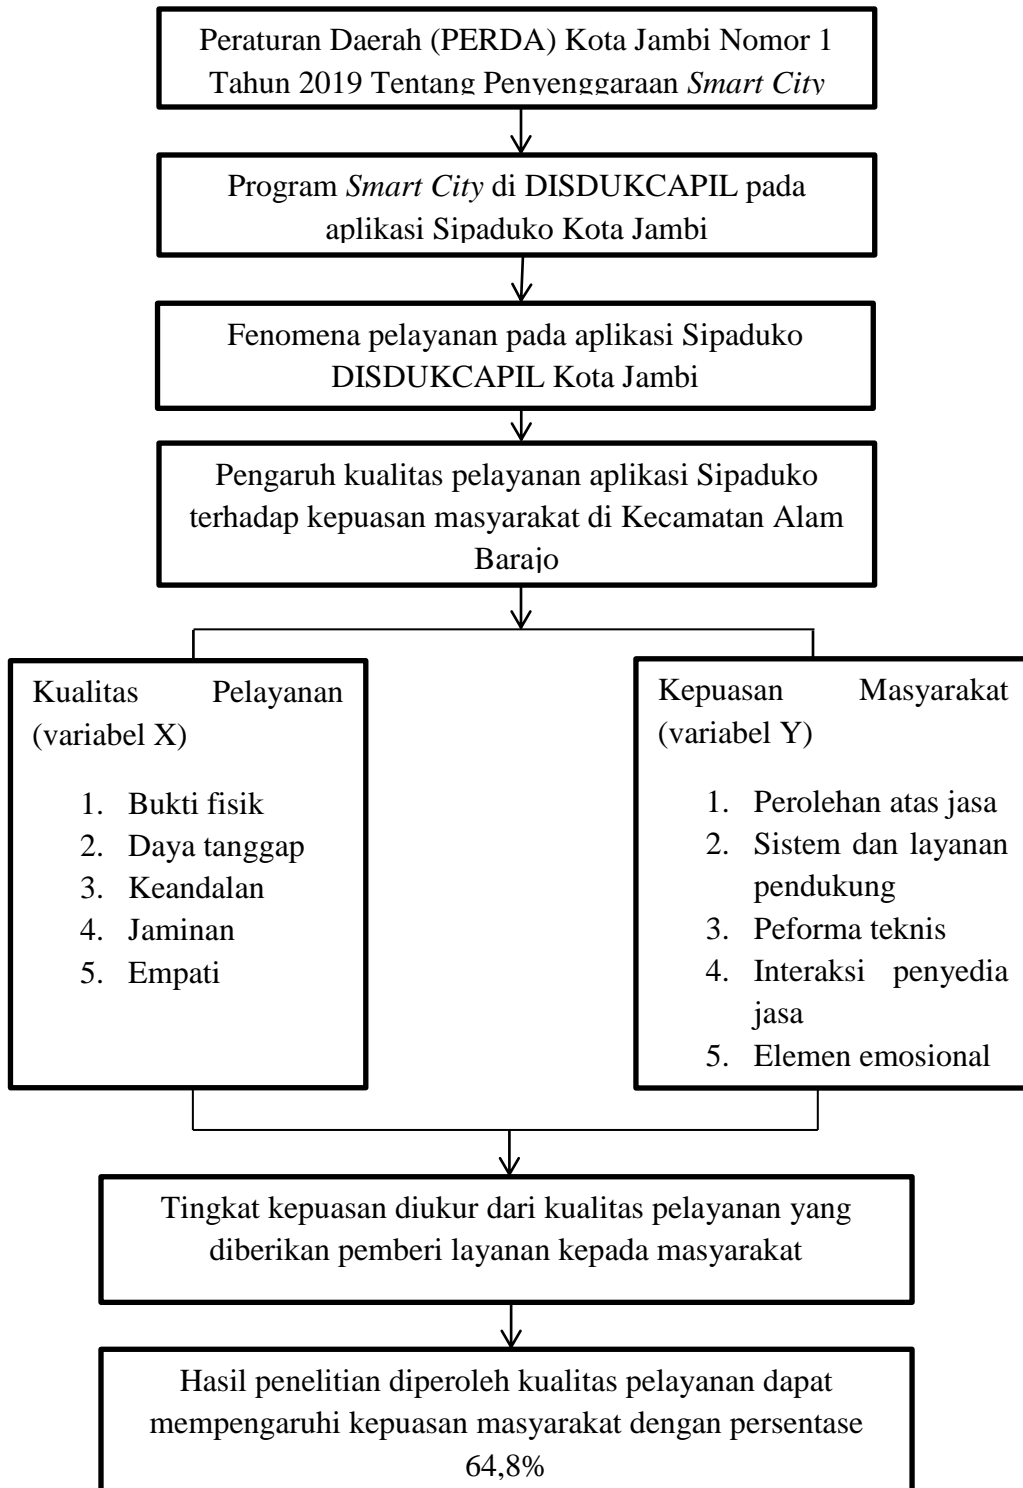 Peraturan Daerah (PERDA) Kota Jambi Nomor 1
Tahun 2019 Tentang Penyenggaraan Smart City
Program Smart City di DISDUKCAPIL pada
aplikasi Sipaduko Kota Jambi
Fenomena pelayanan pada aplikasi Sipaduko
DISDUKCAPIL Kota Jambi
Pengaruh kualitas pelayanan aplikasi Sipaduko
terhadap kepuasan masyarakat di Kecamatan Alam
Barajo
Kualitas Pelayanan
(variabel X)
1. Bukti fisik
2. Daya tanggap
3. Keandalan
4. Jaminan
5. Empati
Kepuasan Masyarakat
(variabel Y)
1. Perolehan atas jasa
2. Sistem dan layanan
pendukung
3. Peforma teknis
4. Interaksi penyedia
jasa
5. Elemen emosional
Tingkat kepuasan diukur dari kualitas pelayanan yang
diberikan pemberi layanan kepada masyarakat
Hasil penelitian diperoleh kualitas pelayanan dapat
mempengaruhi kepuasan masyarakat dengan persentase
64,8%